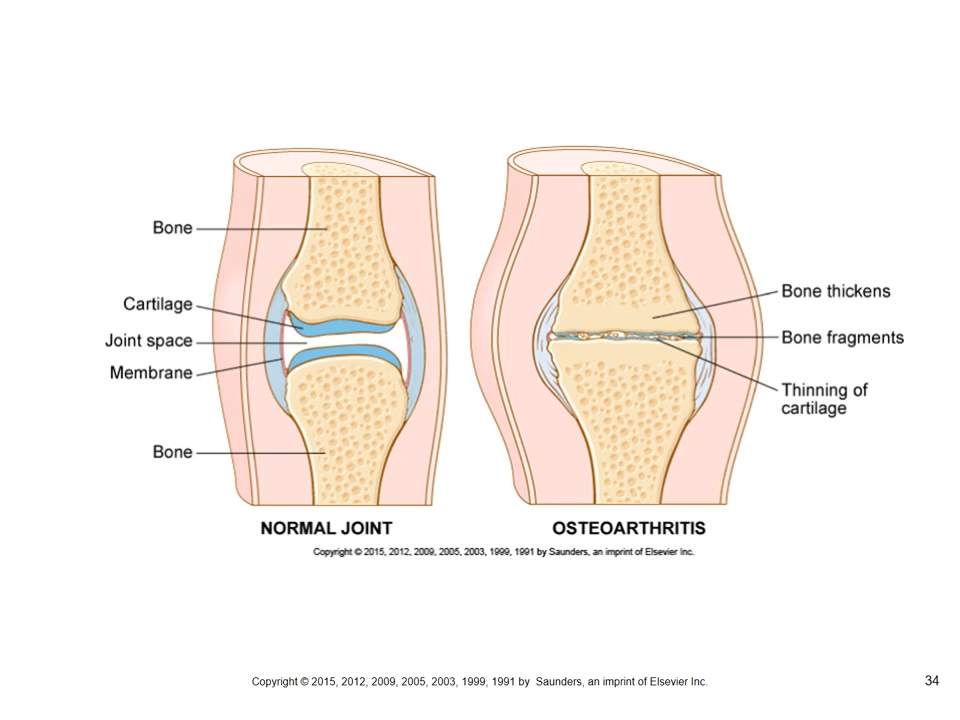 Bone
Cartilage
Joint space
Membrane
Bone
NORMAL JOINT
Bone thickens
Bone fragments
Thinning of
cartilage
OSTEOARTHRITIS
Copyright © 2015, 2012, 2009, 2005, 2003, 1999, 1991 by Saunders, an imprint of Elsevier Inc.
Copyright © 2015, 2012, 2009, 2005, 2003, 1999, 1991 by  Saunders, an imprint of Elsevier Inc.
34